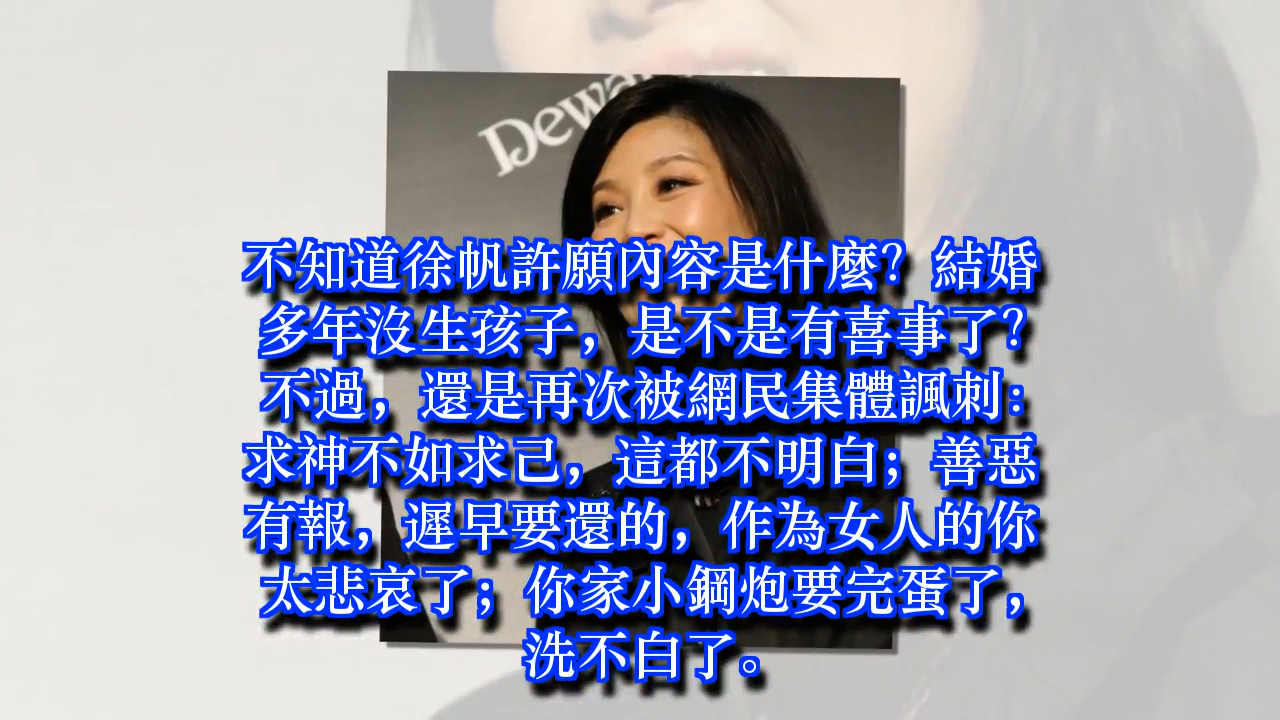 Dewa
不知道徐帆許願內容是什麼？結婚
多年沒生孩子，是不是有喜事了？
不過，還是再次被網民集體諷刺：
求神不如求己，這都不明白；善惡
有報，遲早要還的，作為女人的你
太悲哀了；你家小鋼炮要完蛋了，
洗不白了。